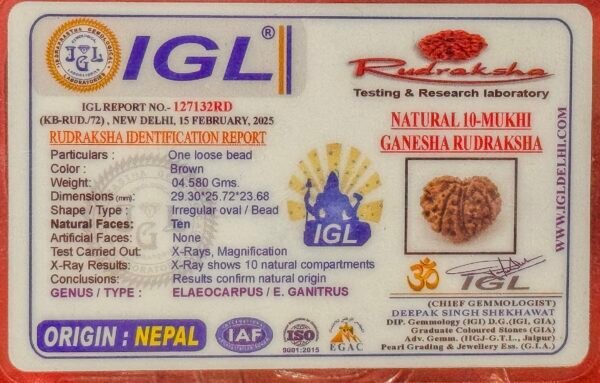 IGL®
IGL REPORT NO.- 127132RD
(KB-RUD./72) , NEW DELHI, 15 FEBRUARY, 2025
RUDRAKSHA IDENTIFICATION REPORT
Particulars : One loose bead
Color : Brown
Weight: 04.580 Gms.
Dimensions (mm): 29.30*25.72*23.68
Shape / Type : Irregular oval / Bead
Natural Faces: Ten
Artificial Faces: None
Test Carried Out: X-Rays, Magnification
X-Ray Results: X-Ray shows 10 natural compartments
Conclusions: Results confirm natural origin
GENUS / TYPE : ELAEOCARPUS / E. GANITRUS
IGL
ORIGIN : NEPAL
IAF
ISO
9001:2015
EGAC
Rudraksha
Testing & Research laboratory
NATURAL 10-MUKHI
GANESHA RUDRAKSHA
WWW.IGLDELHI.COM
ॐ
IGL
(CHIEF GEMMOLOGIST)
DEEPAK SINGH SHEKHAWAT
DIP. Gemmology (IGI) D.G.(IGI, GIA)
Graduate Coloured Stones (GIA)
Adv. Gemm. (IIGJ-G.T.L., Jaipur)
Pearl Grading & Jewellery Ess. (G.I.A.)